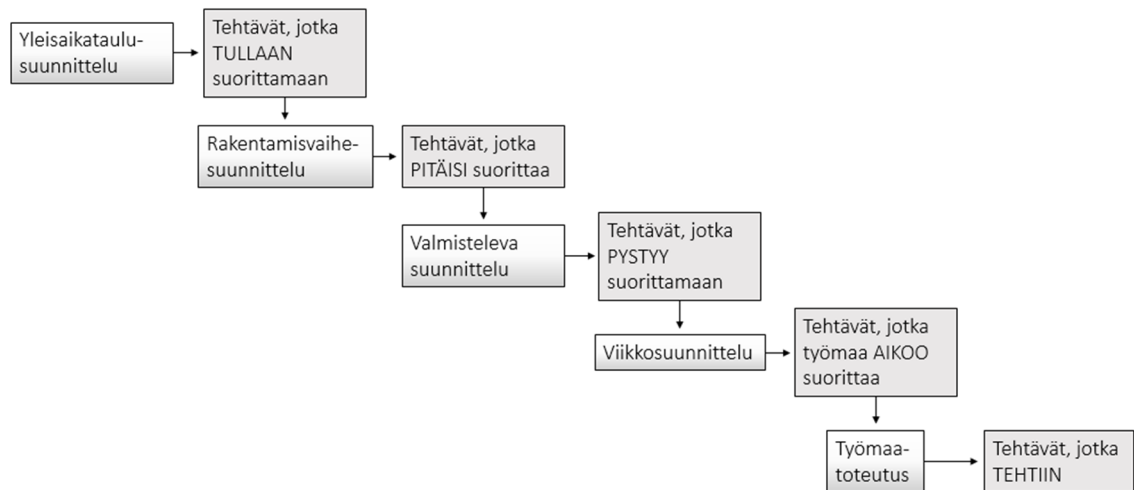 Yleisaikataulu-
suunnittelu
Tehtävät, jotka
TULLAAN
suorittamaan
Rakentamisvaihe-
suunnittelu
Tehtävät, jotka
PITÄISI suorittaa
Valmisteleva
suunnittelu
Tehtävät, jotka
PYSTYY
suorittamaan
Viikkosuunnittelu
Tehtävät, jotka
työmaa AIKOO
suorittaa
Työmaa-
toteutus
Tehtävät, jotka
TEHTIIN